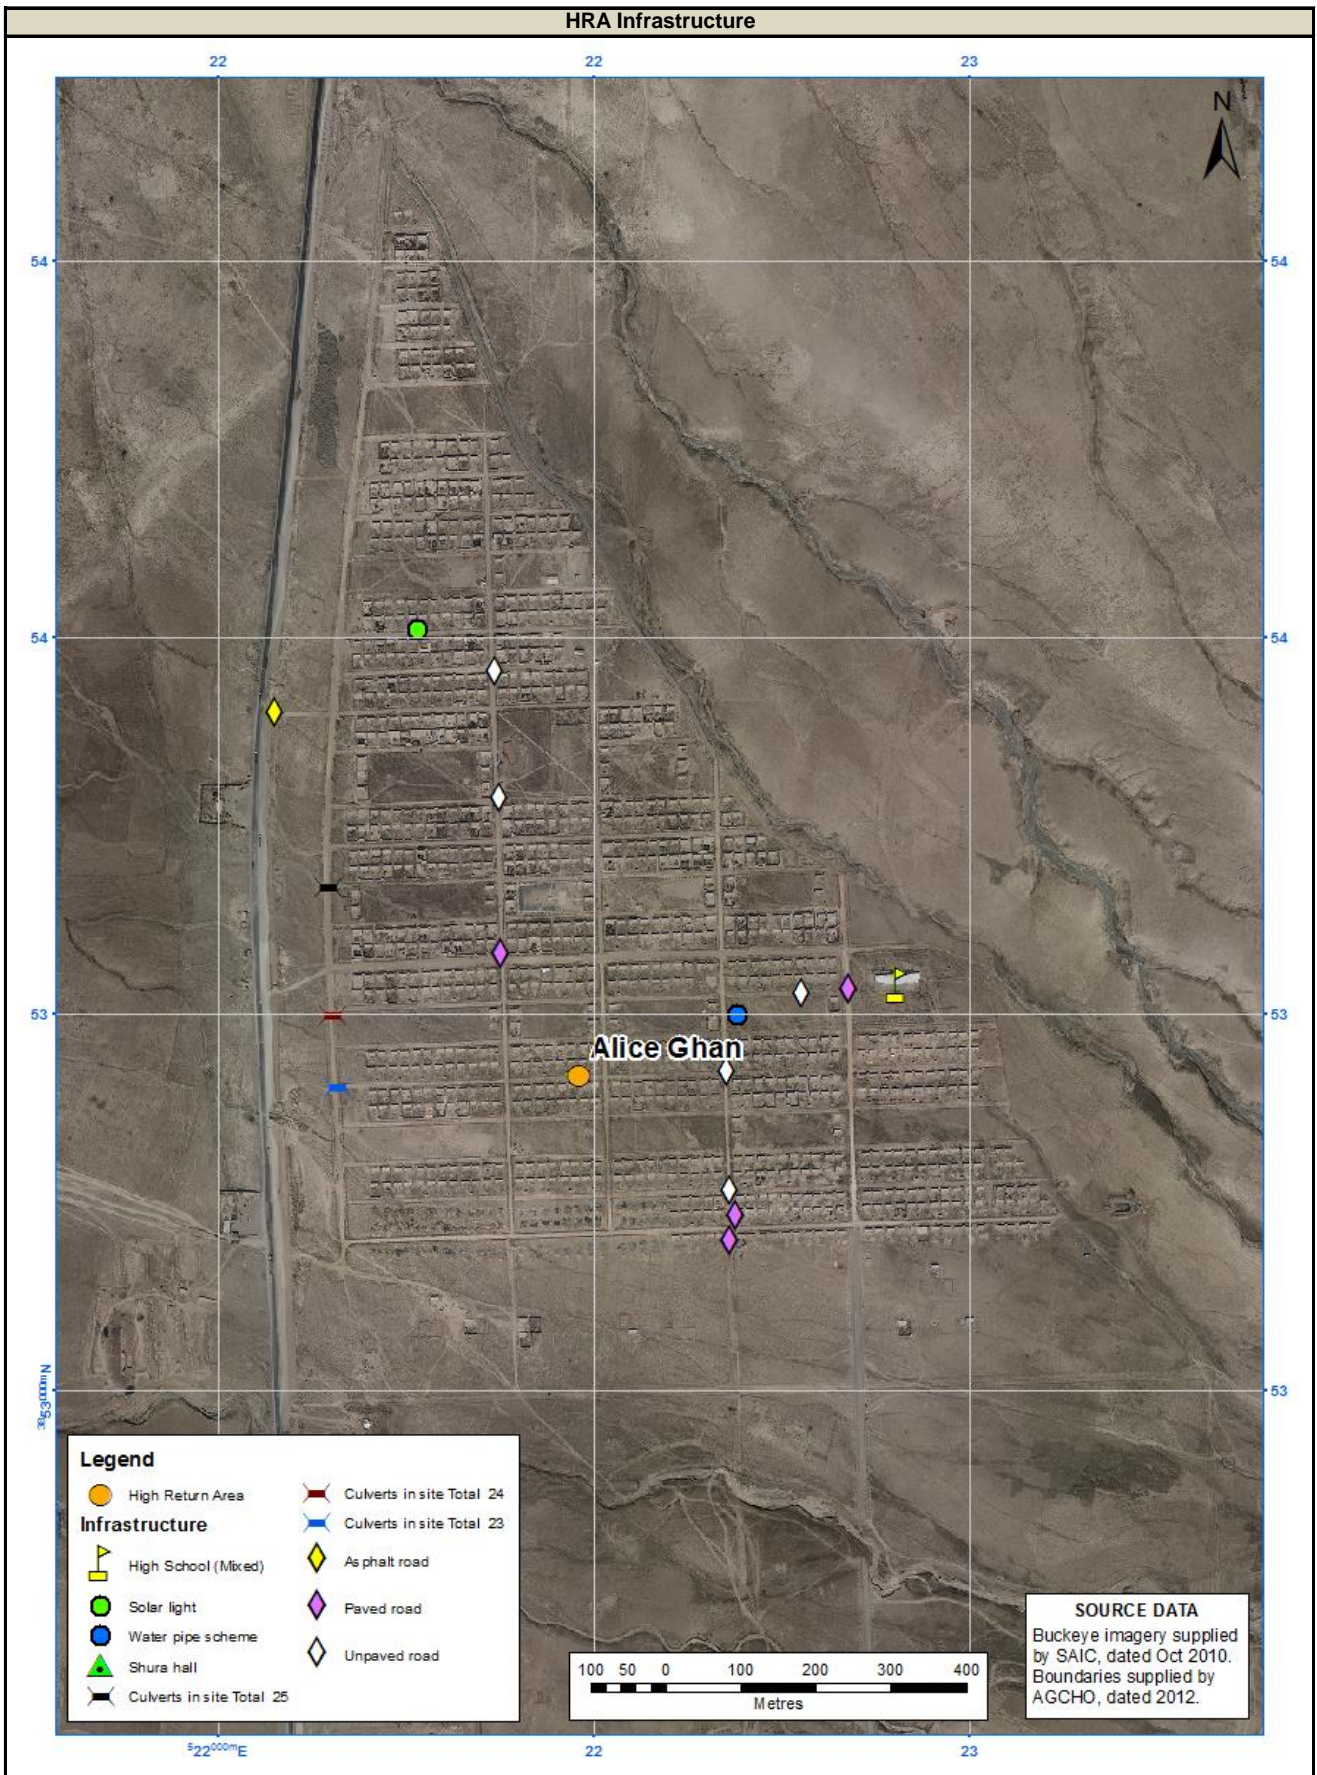 HRA Infrastructure
22 22 23
N
54 54
54 54
53 53
Alice Ghan
53
³⁸53⁰⁰⁰ᵐN
Legend
High Return Area
Infrastructure
High School (Mixed)
Solar light
Water pipe scheme
Shura hall
Culverts in site Total 25
Culverts in site Total 24
Culverts in site Total 23
Asphalt road
Paved road
Unpaved road
100 50 0 100 200 300 400
Metres
SOURCE DATA
Buckeye imagery supplied
by SAIC, dated Oct 2010.
Boundaries supplied by
AGCHO, dated 2012.
⁵22⁰⁰⁰ᵐE 22 23